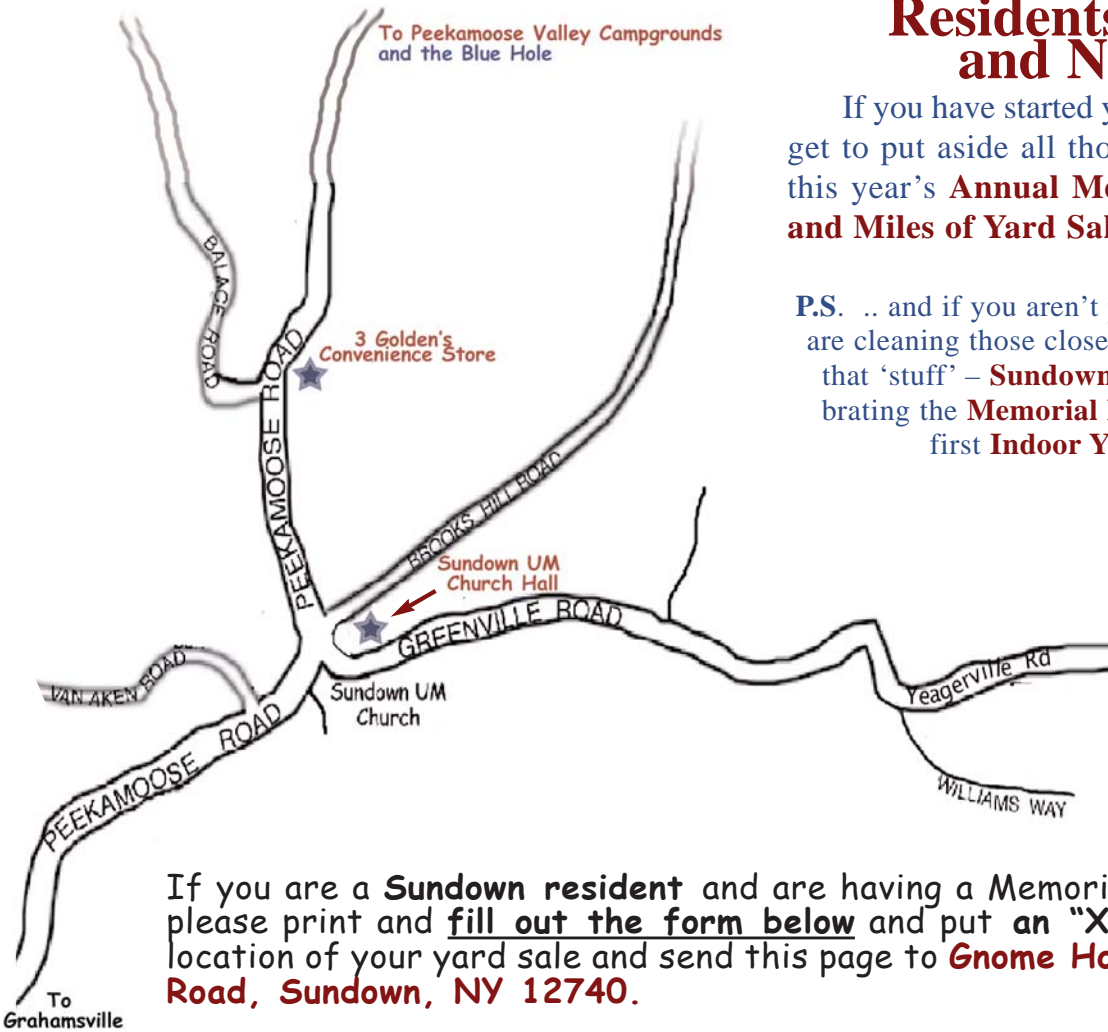 To Peekamoose Valley Campgrounds
and the Blue Hole
Residents
and N
If you have started y
get to put aside all tho
this year’s Annual Me
and Miles of Yard Sal
P.S. .. and if you aren’t
are cleaning those close
that ‘stuff’ – Sundown
brating the Memorial
first Indoor Y
BALACE ROAD
3 Golden's
Convenience Store
PEEKAMOOSE ROAD
BROOKS HILL ROAD
Sundown UM
Church Hall
GREENVILLE ROAD
VAN AKEN ROAD
Sundown UM
Church
Yeagerville Rd
PEEKAMOOSE ROAD
WILLIAMS WAY
If you are a Sundown resident and are having a Memori
please print and fill out the form below and put an “X
location of your yard sale and send this page to Gnome Ho
Road, Sundown, NY 12740.
To
Grahamsville